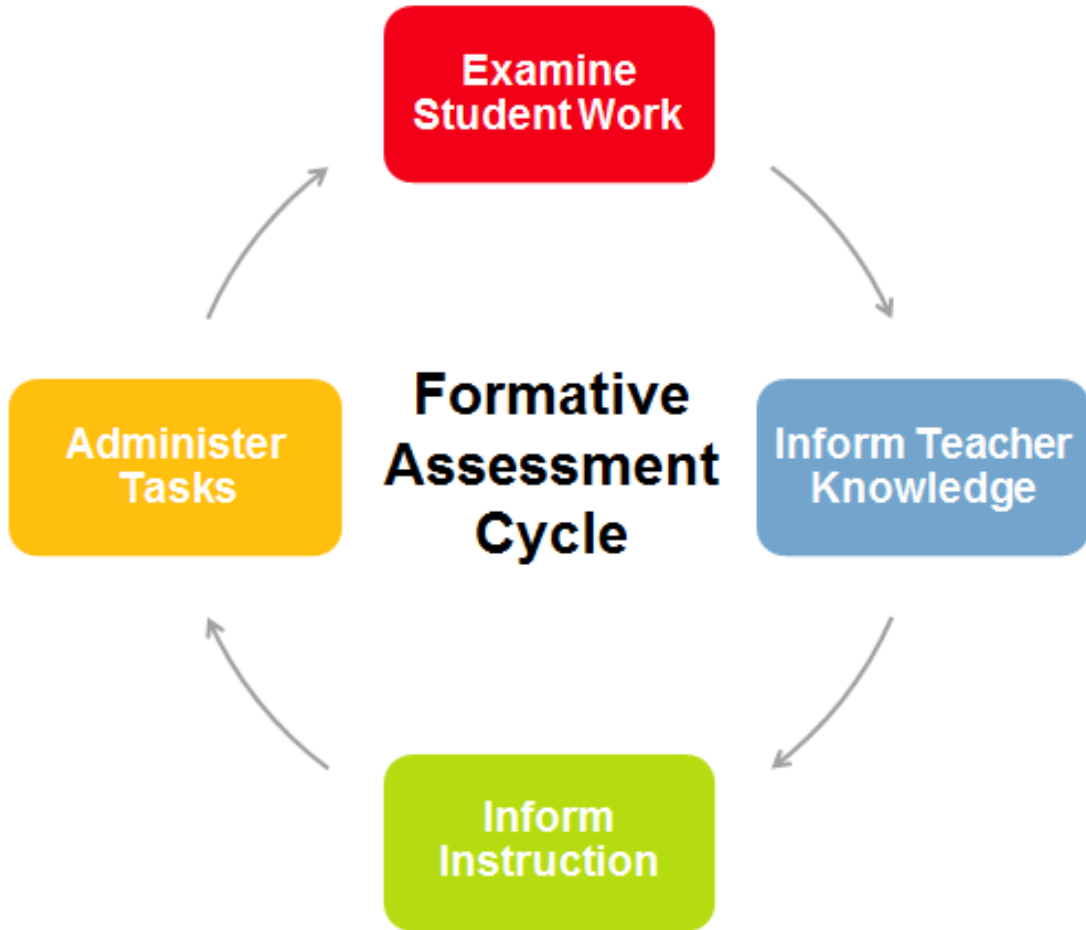 Examine
Student Work
Formative
Assessment
Cycle
Administer
Tasks
Inform Teacher
Knowledge
Inform
Instruction